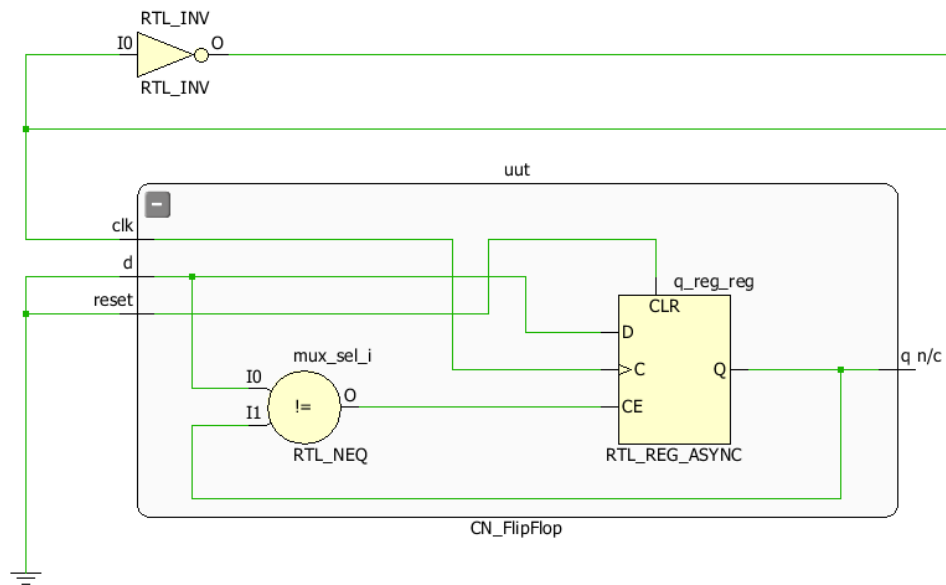 RTL_INV
I0
O
RTL_INV
uut
clk
d
reset
q_reg_reg
CLR
D
C
Q
CE
RTL_REG_ASYNC
q n/c
mux_sel_i
I0
I1
!=
O
RTL_NEQ
CN_FlipFlop